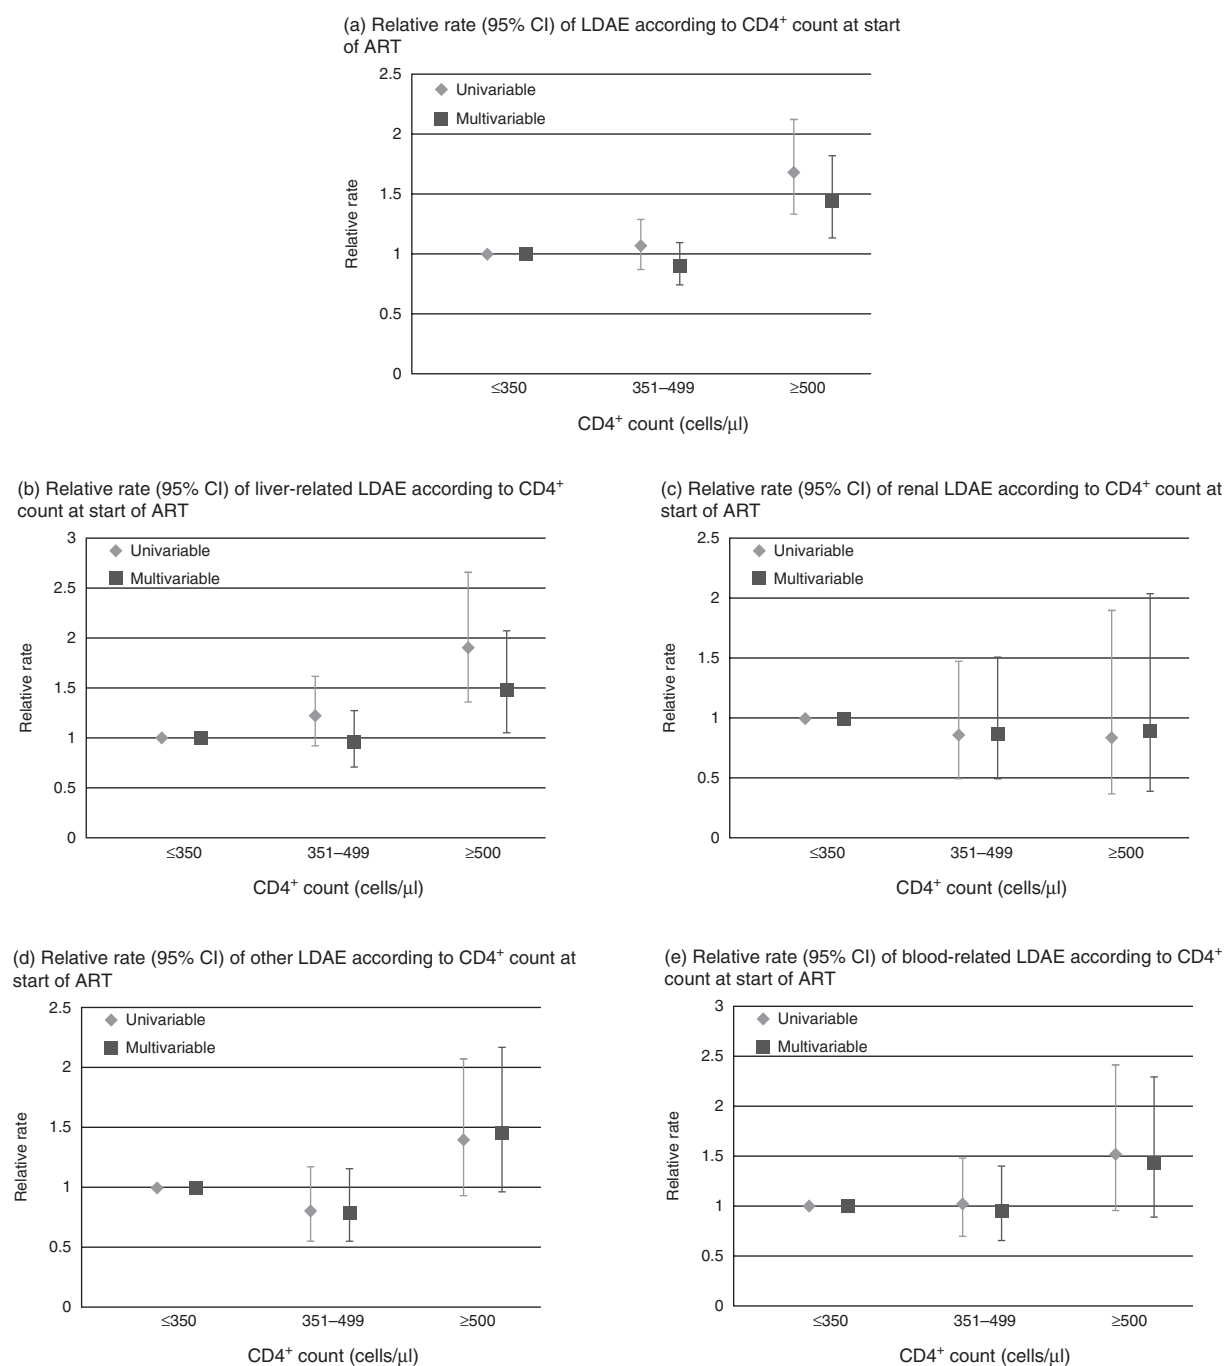 (a) Relative rate (95% CI) of LDAE according to CD4⁺ count at start
of ART
2.5
Univariable
Multivariable
2
1.5
Relative rate
1
0.5
0
≤350
351–499
≥500
CD4⁺ count (cells/μl)
(b) Relative rate (95% CI) of liver-related LDAE according to CD4⁺
count at start of ART
3
Univariable
Multivariable
2.5
2
Relative rate
1.5
1
0.5
0
≤350
351–499
≥500
CD4⁺ count (cells/μl)
(c) Relative rate (95% CI) of renal LDAE according to CD4⁺ count at
start of ART
2.5
Univariable
Multivariable
2
1.5
Relative rate
1
0.5
0
≤350
351–499
≥500
CD4⁺ count (cells/μl)
(d) Relative rate (95% CI) of other LDAE according to CD4⁺ count at
start of ART
2.5
Univariable
Multivariable
2
1.5
Relative rate
1
0.5
0
≤350
351–499
≥500
CD4⁺ count (cells/μl)
(e) Relative rate (95% CI) of blood-related LDAE according to CD4⁺
count at start of ART
3
Univariable
Multivariable
2.5
2
Relative rate
1.5
1
0.5
0
≤350
351–499
≥500
CD4⁺ count (cells/μl)